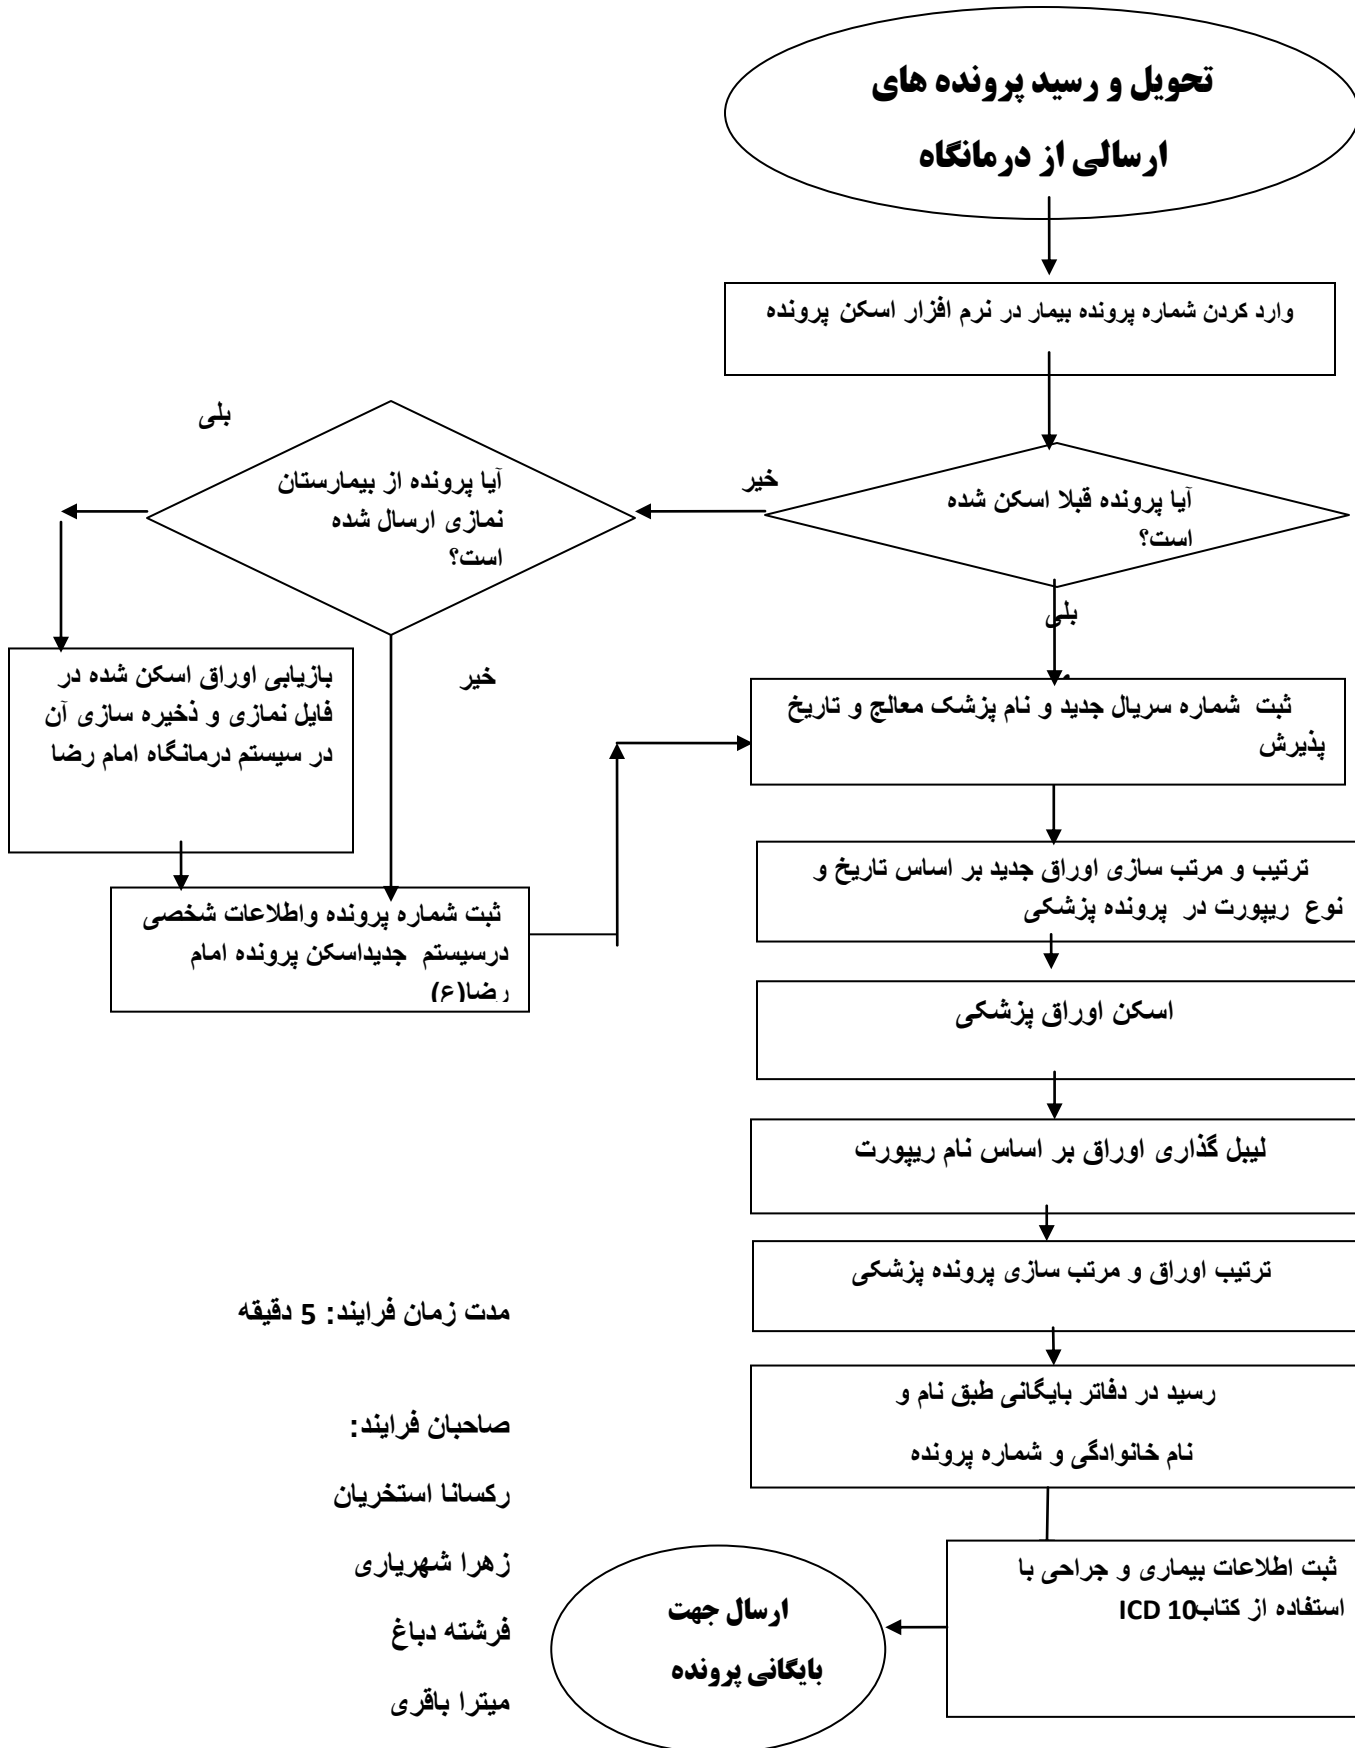 تحویل و رسید پرونده های
ارسالی از درمانگاه
وارد کردن شماره پرونده بیمار در نرم افزار اسکن پرونده
آیا پرونده قبلا اسکن شده
است؟
خیر
بلی
آیا پرونده از بیمارستان
نمازی ارسال شده
است؟
بلی
خیر
بازیابی اوراق اسکن شده در
فایل نمازی و ذخیره سازی آن
در سیستم درمانگاه امام رضا
ثبت شماره پرونده واطلاعات شخصی
درسیستم جدیداسکن پرونده امام
رضا(ع)
ثبت شماره سریال جدید و نام پزشک معالج و تاریخ
پذیرش
ترتیب و مرتب سازی اوراق جدید بر اساس تاریخ و
نوع ریپورت در پرونده پزشکی
اسکن اوراق پزشکی
لیبل گذاری اوراق بر اساس نام ریپورت
ترتیب اوراق و مرتب سازی پرونده پزشکی
رسید در دفاتر بایگانی طبق نام و
نام خانوادگی و شماره پرونده
ثبت اطلاعات بیماری و جراحی با
استفاده از کتاب ICD 10
ارسال جهت
بایگانی پرونده
مدت زمان فرایند: 5 دقیقه
صاحبان فرایند:
رکسانا استخریان
زهرا شهریاری
فرشته دباغ
میترا باقری